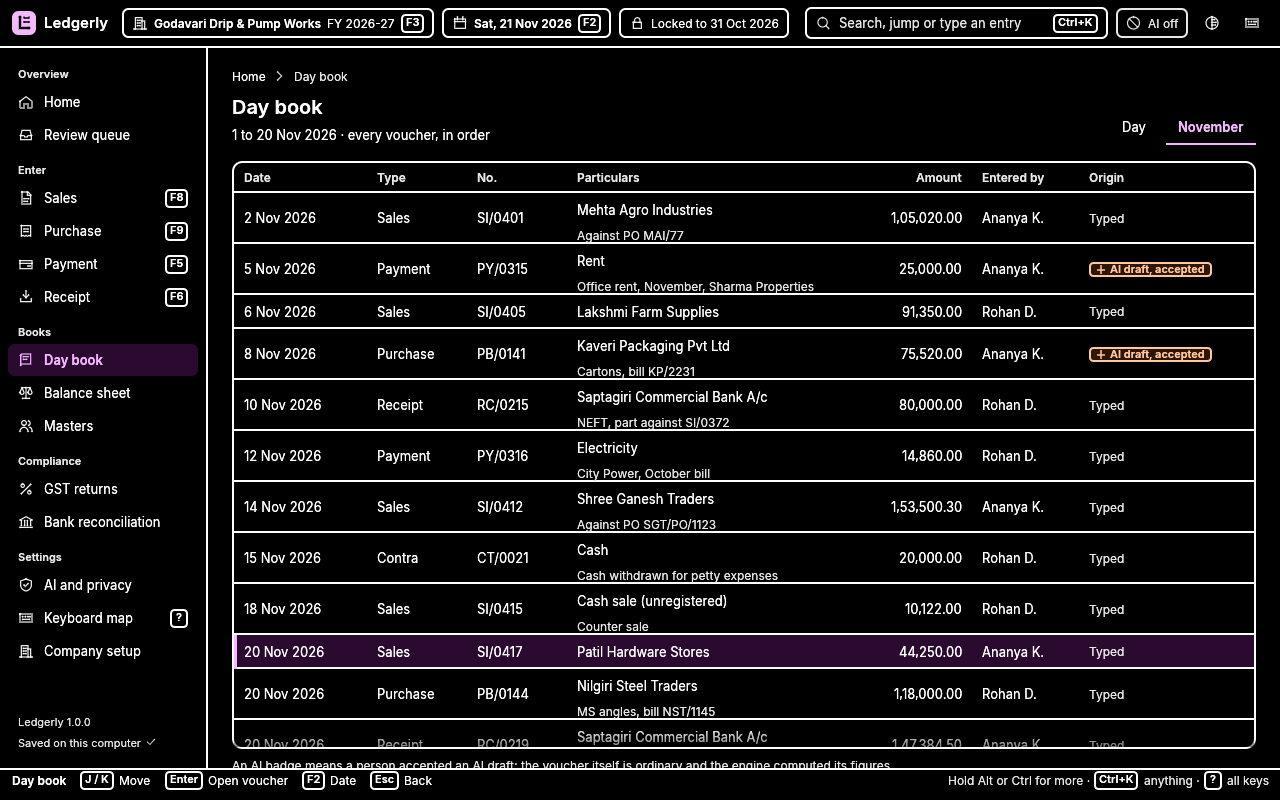 Ledgerly
Godavari Drip & Pump Works FY 2026-27 F3
Sat, 21 Nov 2026 F2
Locked to 31 Oct 2026
Search, jump or type an entry Ctrl+K
AI off
Overview
Home
Review queue
Enter
Sales F8
Purchase F9
Payment F5
Receipt F6
Books
Day book
Balance sheet
Masters
Compliance
GST returns
Bank reconciliation
Settings
AI and privacy
Keyboard map ?
Company setup
Ledgerly 1.0.0
Saved on this computer
Home > Day book
Day book
1 to 20 Nov 2026 · every voucher, in order
Day November
Date Type No. Particulars Amount Entered by Origin
2 Nov 2026 Sales SI/0401 Mehta Agro Industries 1,05,020.00 Ananya K. Typed
Against PO MAI/77
5 Nov 2026 Payment PY/0315 Rent 25,000.00 Ananya K. AI draft, accepted
Office rent, November, Sharma Properties
6 Nov 2026 Sales SI/0405 Lakshmi Farm Supplies 91,350.00 Rohan D. Typed
8 Nov 2026 Purchase PB/0141 Kaveri Packaging Pvt Ltd 75,520.00 Ananya K. AI draft, accepted
Cartons, bill KP/2231
10 Nov 2026 Receipt RC/0215 Saptagiri Commercial Bank A/c 80,000.00 Rohan D. Typed
NEFT, part against SI/0372
12 Nov 2026 Payment PY/0316 Electricity 14,860.00 Rohan D. Typed
City Power, October bill
14 Nov 2026 Sales SI/0412 Shree Ganesh Traders 1,53,500.30 Ananya K. Typed
Against PO SGT/PO/1123
15 Nov 2026 Contra CT/0021 Cash 20,000.00 Rohan D. Typed
Cash withdrawn for petty expenses
18 Nov 2026 Sales SI/0415 Cash sale (unregistered) 10,122.00 Rohan D. Typed
Counter sale
20 Nov 2026 Sales SI/0417 Patil Hardware Stores 44,250.00 Ananya K. Typed
20 Nov 2026 Purchase PB/0144 Nilgiri Steel Traders 1,18,000.00 Rohan D. Typed
MS angles, bill NST/1145
20 Nov 2026 Receipt RC/0219 Saptagiri Commercial Bank A/c 1,47,384.50 Rohan D. Typed
An AI badge means a person accepted an AI draft; the voucher itself is ordinary and the engine computed its figures.
Day book J / K Move Enter Open voucher F2 Date Esc Back
Hold Alt or Ctrl for more · Ctrl+K anything · ? all keys